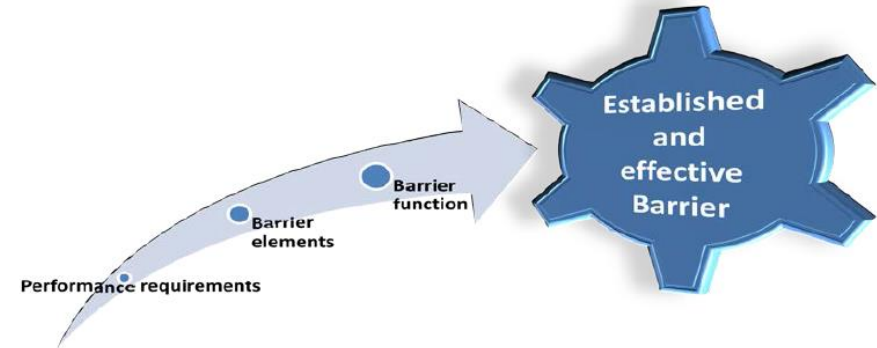 Established
and
effective
Barrier
Barrier
function
Barrier
elements
Performance requirements